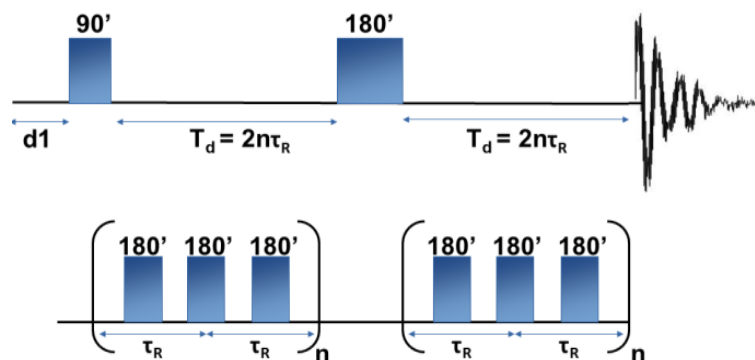 90' 180'
d1 T_d = 2nτ_R T_d = 2nτ_R
180' 180' 180' 180' 180' 180'
τ_R τ_R n τ_R τ_R n